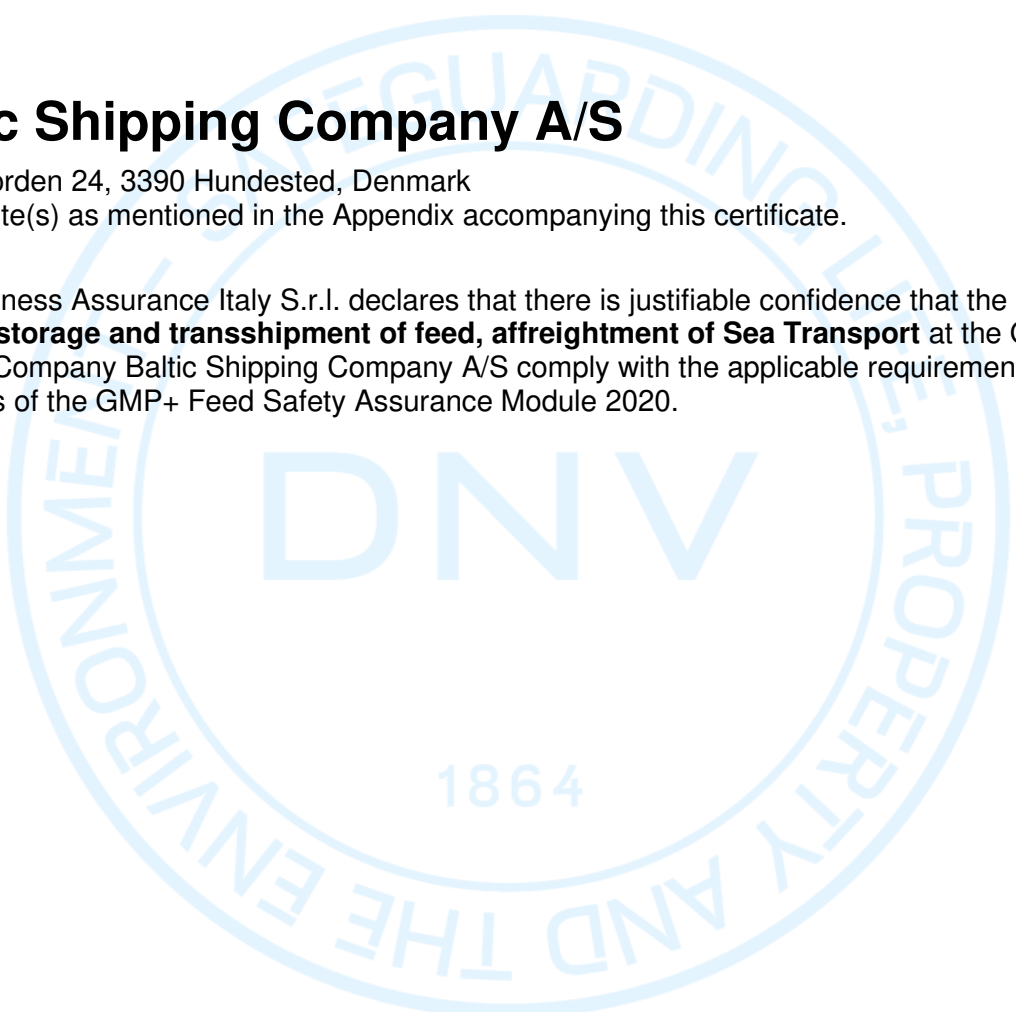 c Shipping Company A/S
orden 24, 3390 Hundested, Denmark
te(s) as mentioned in the Appendix accompanying this certificate.
ness Assurance Italy S.r.l. declares that there is justifiable confidence that the
storage and transshipment of feed, affreightment of Sea Transport at the
Company Baltic Shipping Company A/S comply with the applicable requiremen
s of the GMP+ Feed Safety Assurance Module 2020.
SAFEGUARDING LIFE, PROPERTY AND THE ENVIRONMENT –
DNV
1864